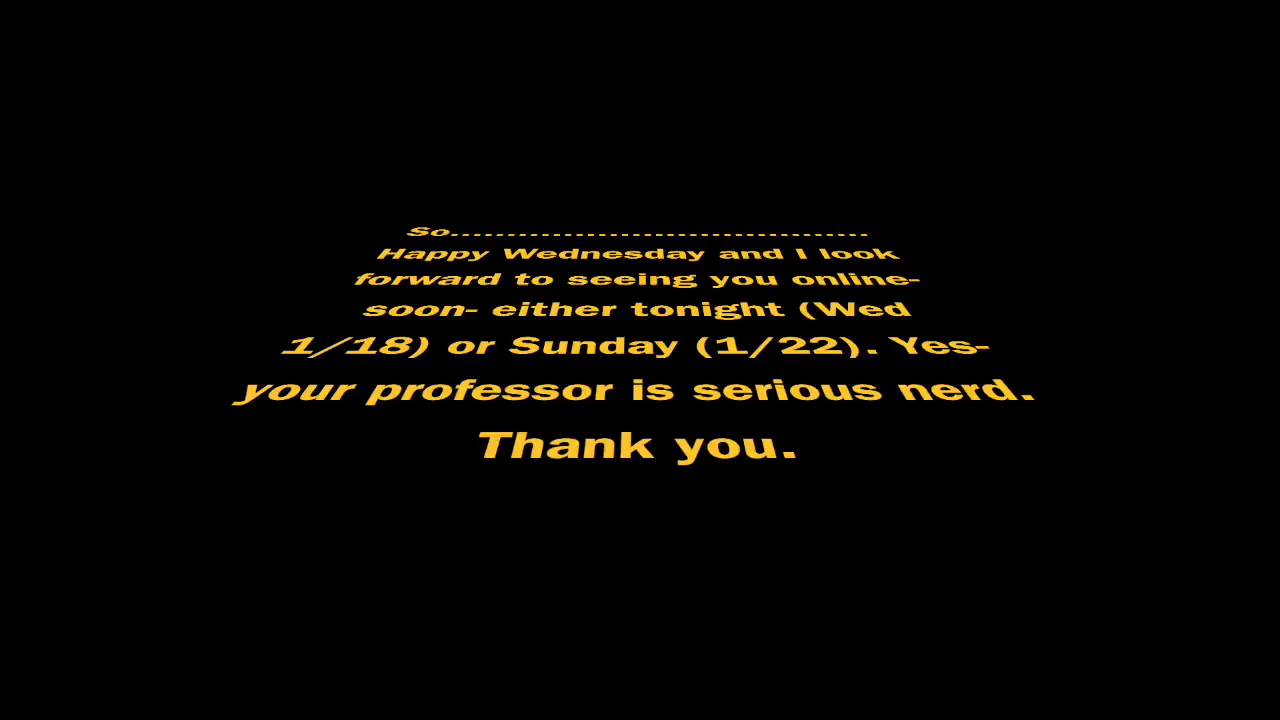 So.....................................
Happy Wednesday and I look
forward to seeing you online-
soon- either tonight (Wed
1/18) or Sunday (1/22). Yes-
your professor is serious nerd.
Thank you.